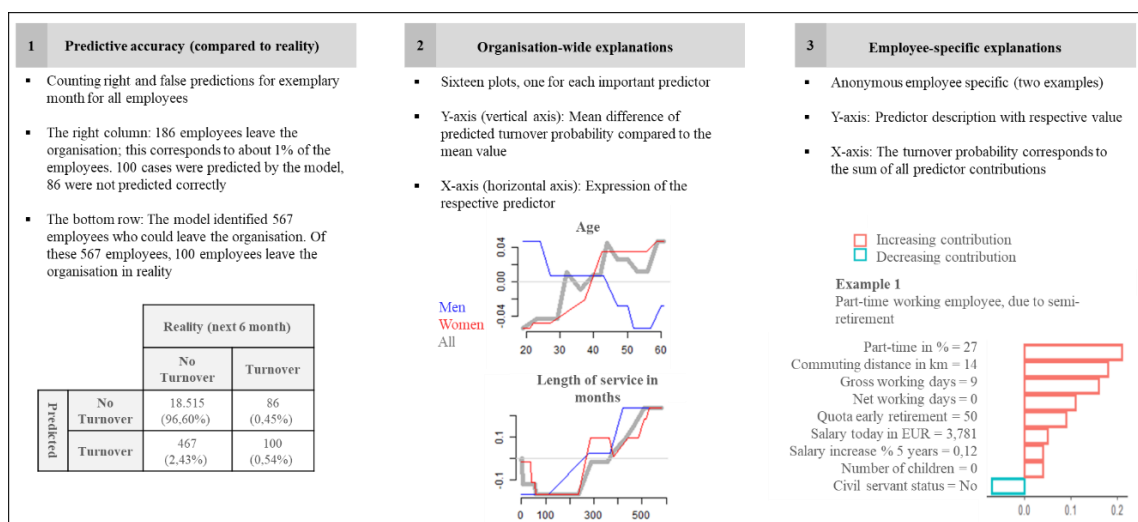 1 Predictive accuracy (compared to reality)
▪ Counting right and false predictions for exemplary
month for all employees
▪ The right column: 186 employees leave the
organisation; this corresponds to about 1% of the
employees. 100 cases were predicted by the model,
86 were not predicted correctly
▪ The bottom row: The model identified 567
employees who could leave the organisation. Of
these 567 employees, 100 employees leave the
organisation in reality
Reality (next 6 month)
No
Turnover
Turnover
Predicted
No
Turnover
18.515
(96,60%)
86
(0,45%)
Turnover
467
(2,43%)
100
(0,54%)
2 Organisation-wide explanations
▪ Sixteen plots, one for each important predictor
▪ Y-axis (vertical axis): Mean difference of
predicted turnover probability compared to the
mean value
▪ X-axis (horizontal axis): Expression of the
respective predictor
Age
0.04
0.00
-0.04
Men
Women
All
20 30 40 50 60
Length of service in
months
0.1
-0.1
0 100 300 500
3 Employee-specific explanations
▪ Anonymous employee specific (two examples)
▪ Y-axis: Predictor description with respective value
▪ X-axis: The turnover probability corresponds to
the sum of all predictor contributions
Increasing contribution
Decreasing contribution
Example 1
Part-time working employee, due to semi-
retirement
Part-time in % = 27
Commuting distance in km = 14
Gross working days = 9
Net working days = 0
Quota early retirement = 50
Salary today in EUR = 3,781
Salary increase % 5 years = 0,12
Number of children = 0
Civil servant status = No
0.0 0.1 0.2